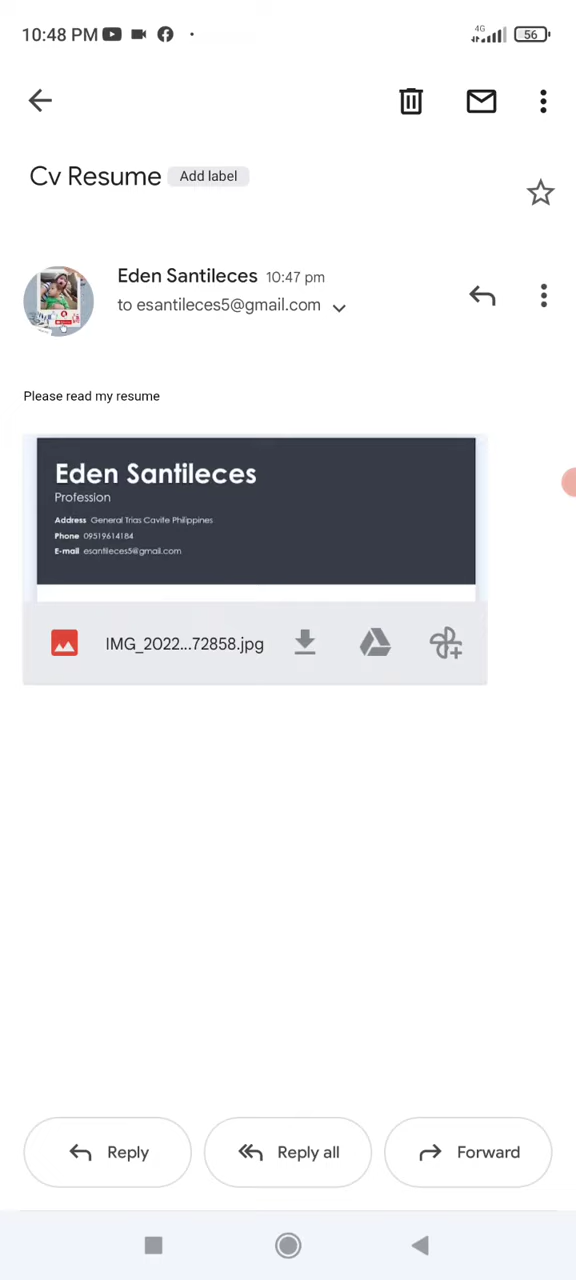 10:48 PM
4G
56
Cv Resume
Add label
Eden Santileces 10:47 pm
to esantileces5@gmail.com
Please read my resume
Eden Santileces
Profession
Address General Trias Cavite Philippines
Phone 09519614184
E-mail esantileces5@gmail.com
IMG_2022...72858.jpg
Reply
Reply all
Forward